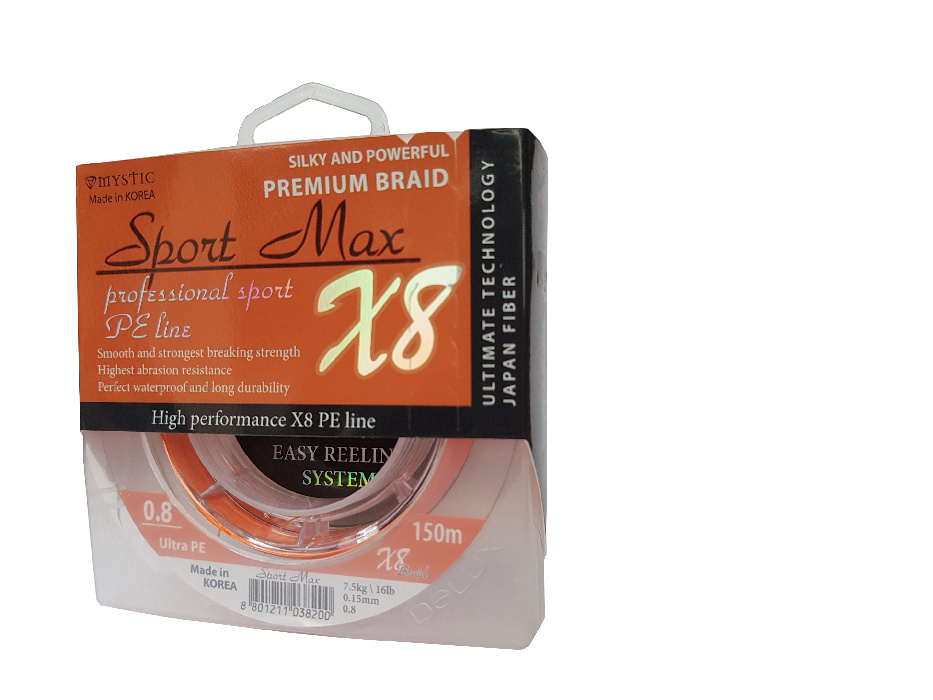 MYSTIC
Made in KOREA
SILKY AND POWERFUL
PREMIUM BRAID
Sport Max
professional sport
PE line
X8
Smooth and strongest breaking strength
Highest abrasion resistance
Perfect waterproof and long durability
High performance X8 PE line
ULTIMATE TECHNOLOGY
JAPAN FIBER
EASY REELIN
SYSTEM
0.8
Ultra PE
150m
X8
Made in
KOREA
Sport Max
8 801211 038200
7.5kg \ 16lb
0.15mm
0.8